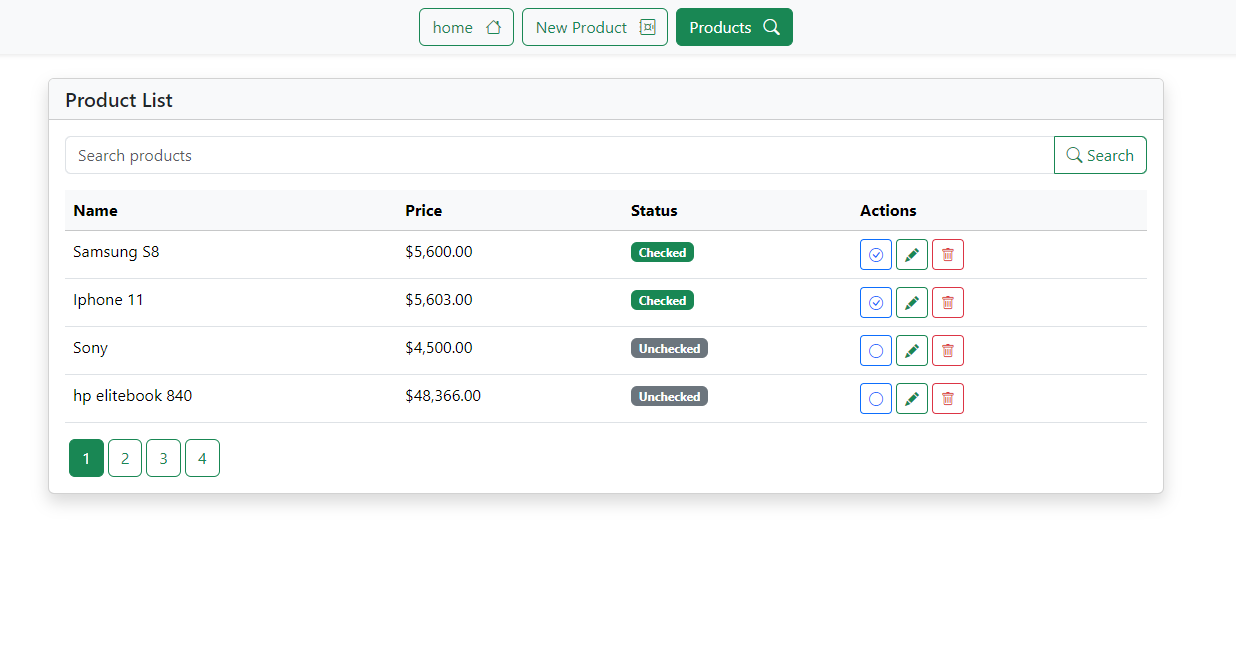 home New Product Products
Product List
Search products Search
Name Price Status Actions
Samsung S8 $5,600.00 Checked
Iphone 11 $5,603.00 Checked
Sony $4,500.00 Unchecked
hp elitebook 840 $48,366.00 Unchecked
1 2 3 4